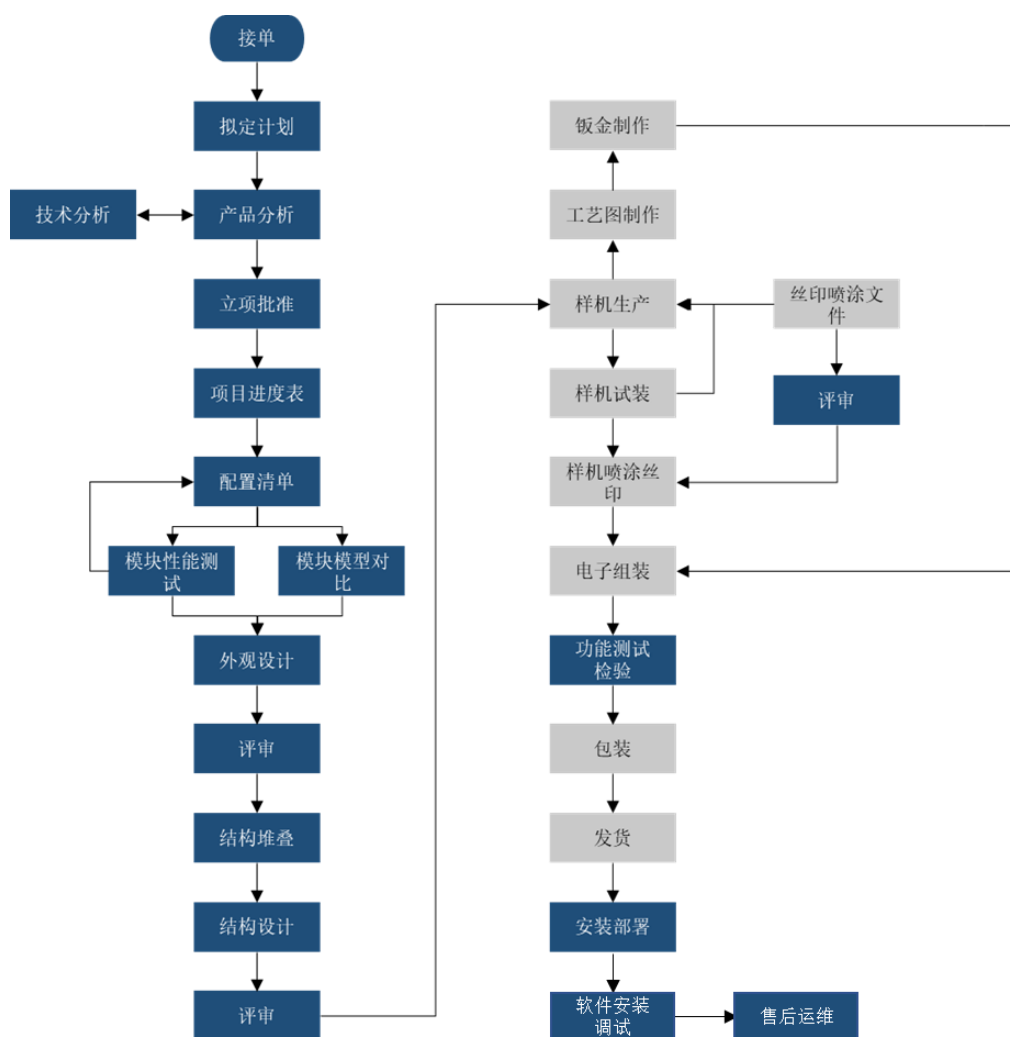 接单
拟定计划
技术分析
产品分析
立项批准
项目进度表
配置清单
模块性能测
试
模块模型对
比
外观设计
评审
结构堆叠
结构设计
评审
钣金制作
工艺图制作
样机生产
丝印喷涂文
件
样机试装
评审
样机喷涂丝
印
电子组装
功能测试
检验
包装
发货
安装部署
软件安装
调试
售后运维